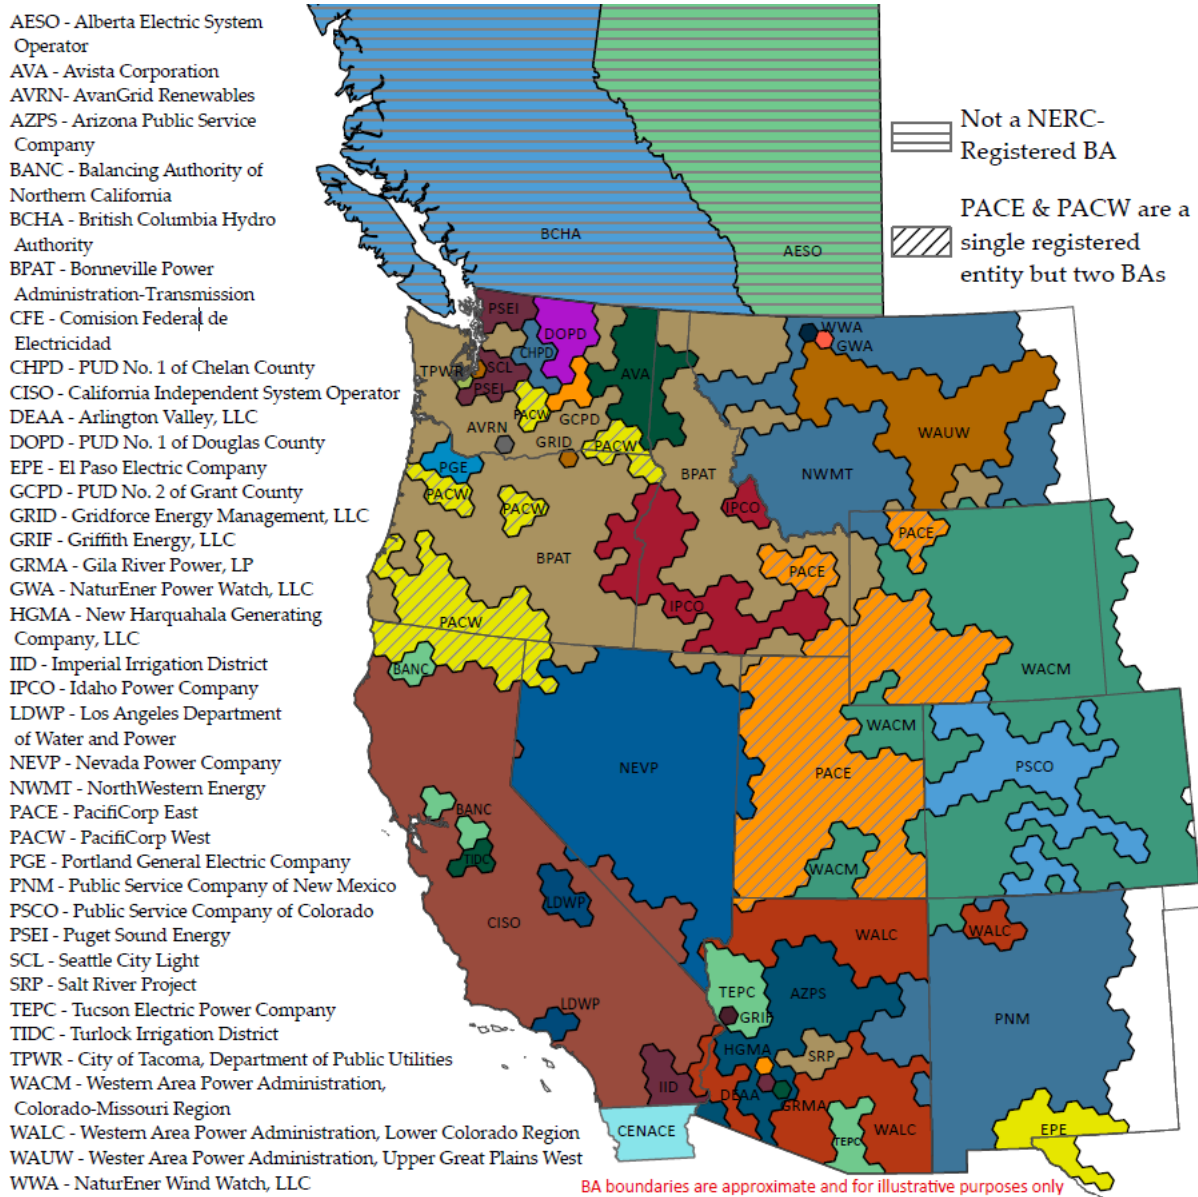 AESO - Alberta Electric System
Operator
AVA - Avista Corporation
AVRN- AvanGrid Renewables
AZPS - Arizona Public Service
Company
BANC - Balancing Authority of
Northern California
BCHA - British Columbia Hydro
Authority
BPAT - Bonneville Power
Administration-Transmission
CFE - Comision Federal de
Electricidad
CHPD - PUD No. 1 of Chelan County
CISO - California Independent System Operator
DEAA - Arlington Valley, LLC
DOPD - PUD No. 1 of Douglas County
EPE - El Paso Electric Company
GCPD - PUD No. 2 of Grant County
GRID - Gridforce Energy Management, LLC
GRIF - Griffith Energy, LLC
GRMA - Gila River Power, LP
GWA - NaturEner Power Watch, LLC
HGMA - New Harquahala Generating
Company, LLC
IID - Imperial Irrigation District
IPCO - Idaho Power Company
LDWP - Los Angeles Department
of Water and Power
NEVP - Nevada Power Company
NWMT - NorthWestern Energy
PACE - PacifiCorp East
PACW - PacifiCorp West
PGE - Portland General Electric Company
PNM - Public Service Company of New Mexico
PSCO - Public Service Company of Colorado
PSEI - Puget Sound Energy
SCL - Seattle City Light
SRP - Salt River Project
TEPC - Tucson Electric Power Company
TIDC - Turlock Irrigation District
TPWR - City of Tacoma, Department of Public Utilities
WACM - Western Area Power Administration,
Colorado-Missouri Region
WALC - Western Area Power Administration, Lower Colorado Region
WAUW - Wester Area Power Administration, Upper Great Plains West
WWA - NaturEner Wind Watch, LLC
Not a NERC-
Registered BA
PACE & PACW are a
single registered
entity but two BAs
BCHA
AESO
PSEI
DOPD
CHPD
SCL
TPWR
PSEI
AVA
WWA
GWA
PACW
GCPD
AVRN
GRID
PACW
WAUW
PGE
BPAT
NWMT
PACW
PACW
IPCO
PACE
BPAT
PACE
IPCO
PACW
BANC
WACM
WACM
NEVP
PACE
PSCO
BANC
TIDC
WACM
LDWP
CISO
WALC
WALC
TEPC
AZPS
LDWP
GRIF
PNM
HGMA
SRP
IID
DEAA
GRMA
CENACE
TEPC
WALC
EPE
BA boundaries are approximate and for illustrative purposes only